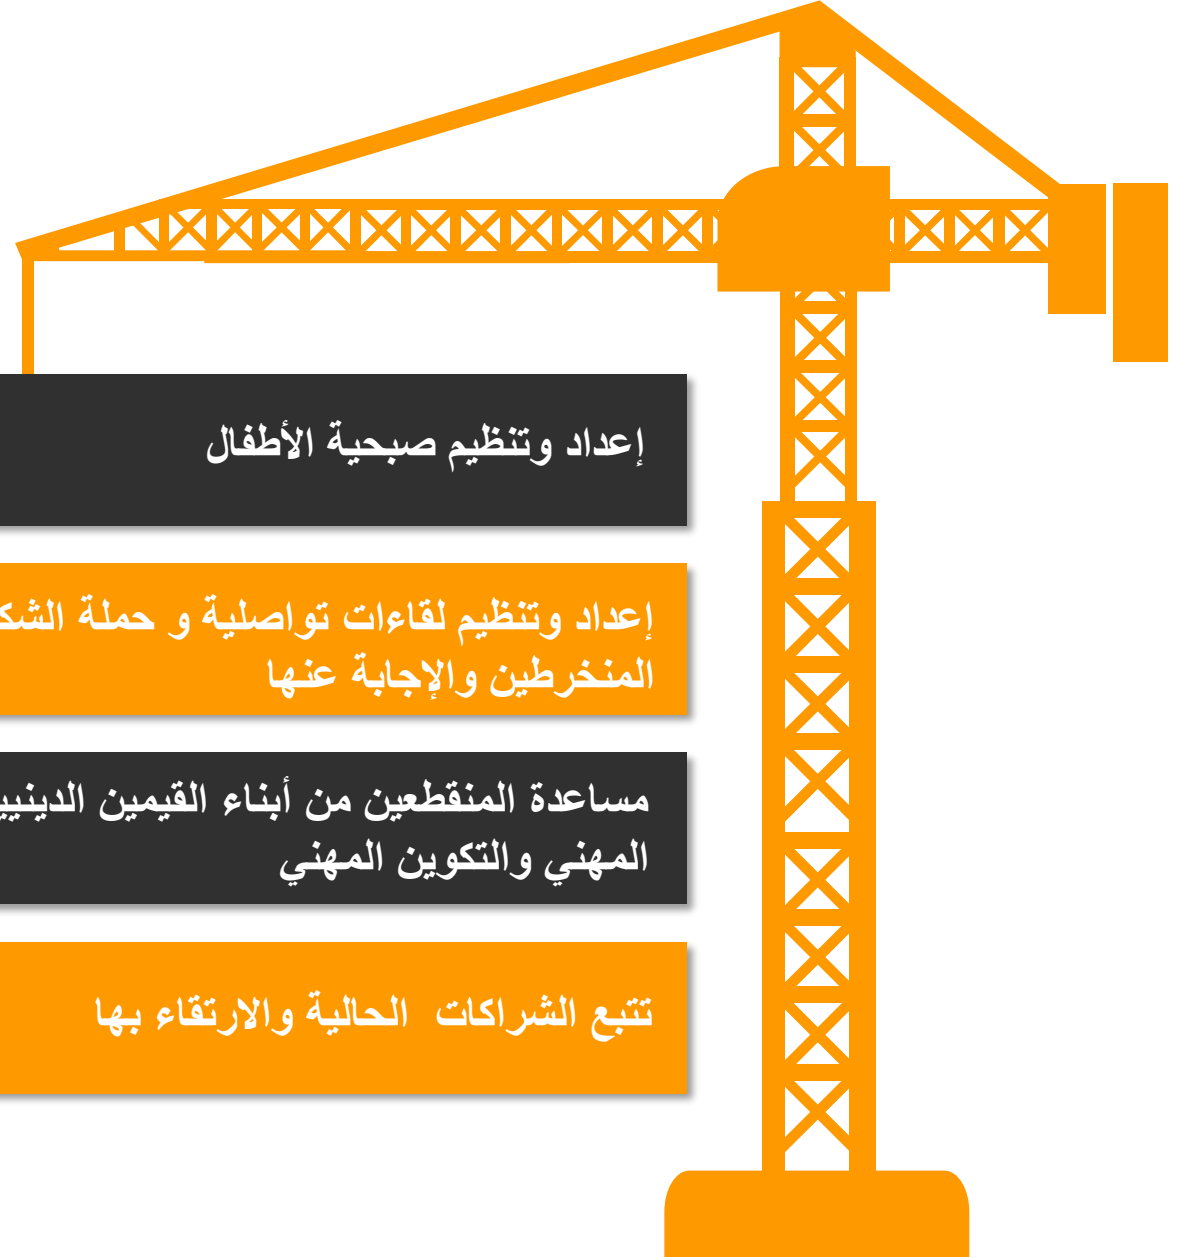 إعداد وتنظيم صبحية الأطفال
إعداد وتنظيم لقاءات تواصلية و حملة
المنخرطين والإجابة عنها
مساعدة المنقطعين من أبناء القيمين
المهني والتكوين المهني
تتبع الشراكات الحالية والارتقاء بها